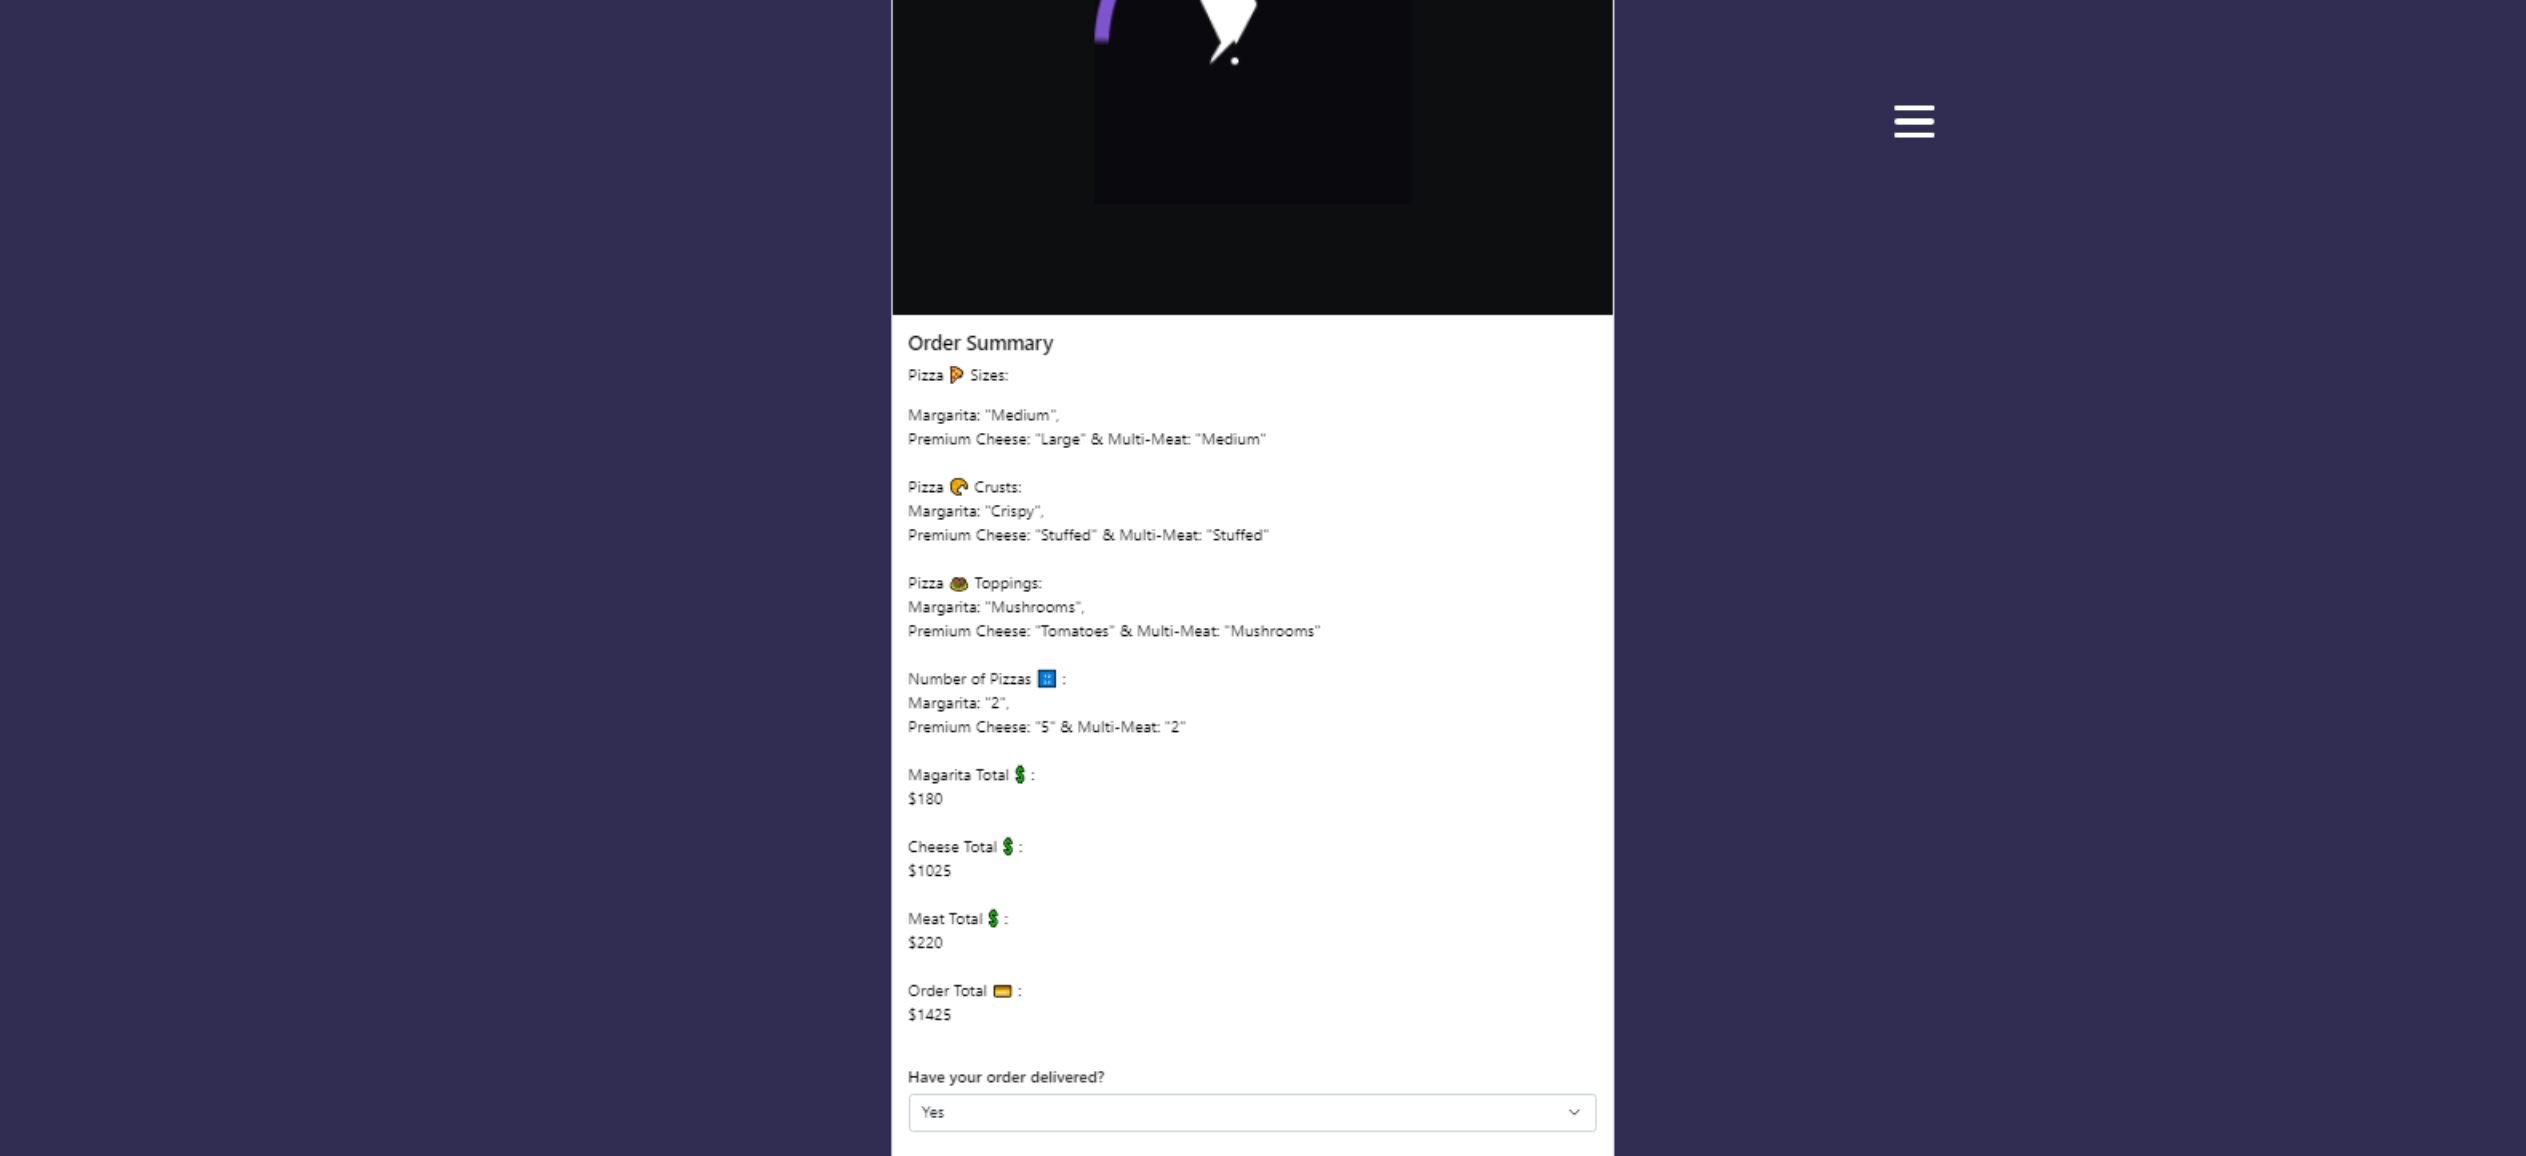 Order Summary
Pizza 🍕 Sizes:
Margarita: "Medium",
Premium Cheese: "Large" & Multi-Meat: "Medium"
Pizza Crusts:
Margarita: "Crispy",
Premium Cheese: "Stuffed" & Multi-Meat: "Stuffed"
Pizza Toppings:
Margarita: "Mushrooms",
Premium Cheese: "Tomatoes" & Multi-Meat: "Mushrooms"
Number of Pizzas 🔢 :
Margarita: "2",
Premium Cheese: "5" & Multi-Meat: "2"
Magarita Total 💲 :
$180
Cheese Total 💲 :
$1025
Meat Total 💲 :
$220
Order Total 💳 :
$1425
Have your order delivered?
Yes